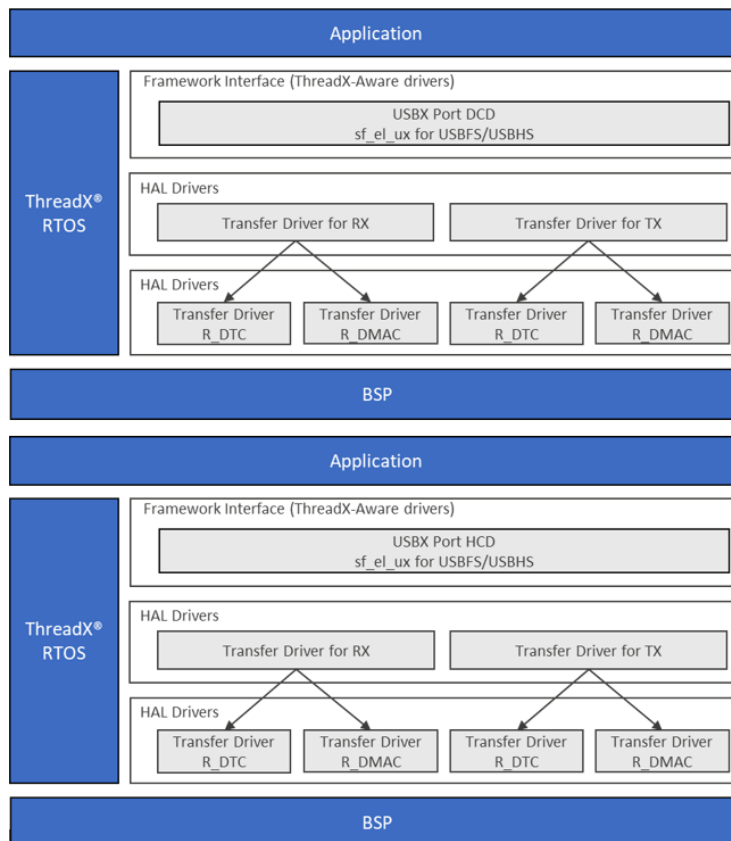 Application
Framework Interface (ThreadX-Aware drivers)
USBX Port DCD
sf_el_ux for USBFS/USBHS
ThreadX®
RTOS
HAL Drivers
Transfer Driver for RX
Transfer Driver for TX
HAL Drivers
Transfer Driver
R_DTC
Transfer Driver
R_DMAC
Transfer Driver
R_DTC
Transfer Driver
R_DMAC
BSP
Application
Framework Interface (ThreadX-Aware drivers)
USBX Port HCD
sf_el_ux for USBFS/USBHS
ThreadX®
RTOS
HAL Drivers
Transfer Driver for RX
Transfer Driver for TX
HAL Drivers
Transfer Driver
R_DTC
Transfer Driver
R_DMAC
Transfer Driver
R_DTC
Transfer Driver
R_DMAC
BSP